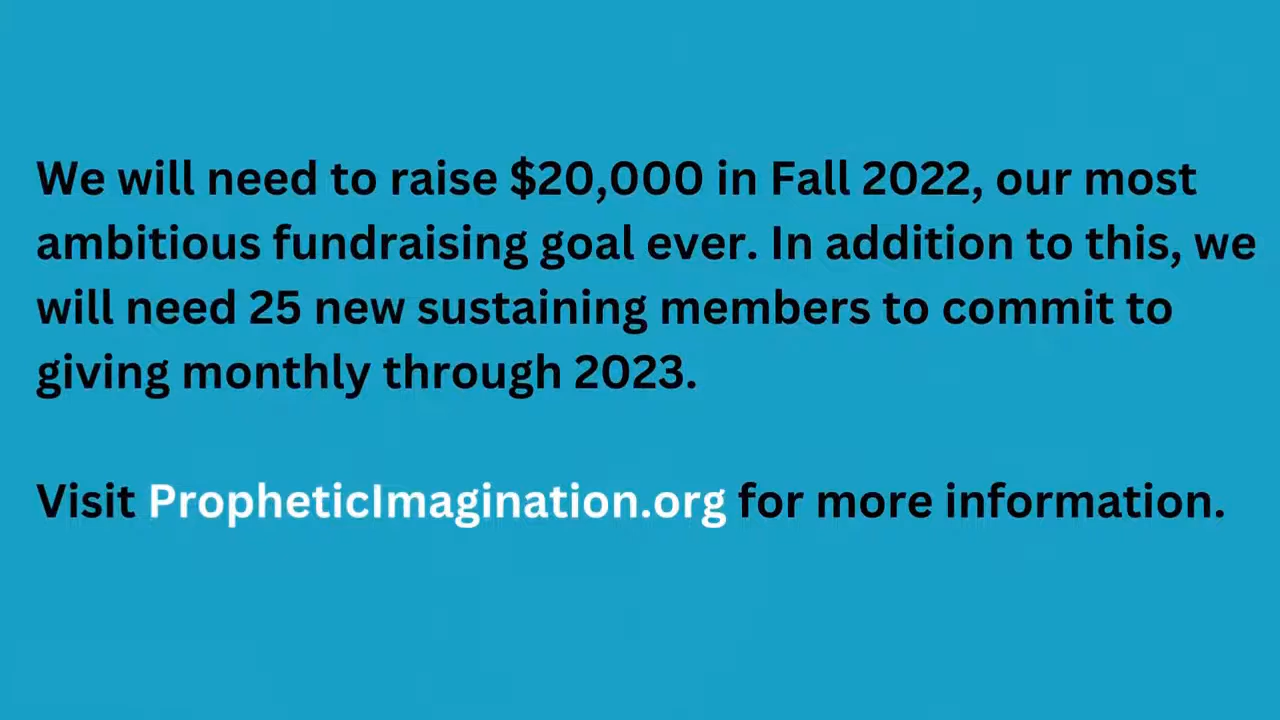 We will need to raise $20,000 in Fall 2022, our most
ambitious fundraising goal ever. In addition to this, we
will need 25 new sustaining members to commit to
giving monthly through 2023.
Visit PropheticImagination.org for more information.